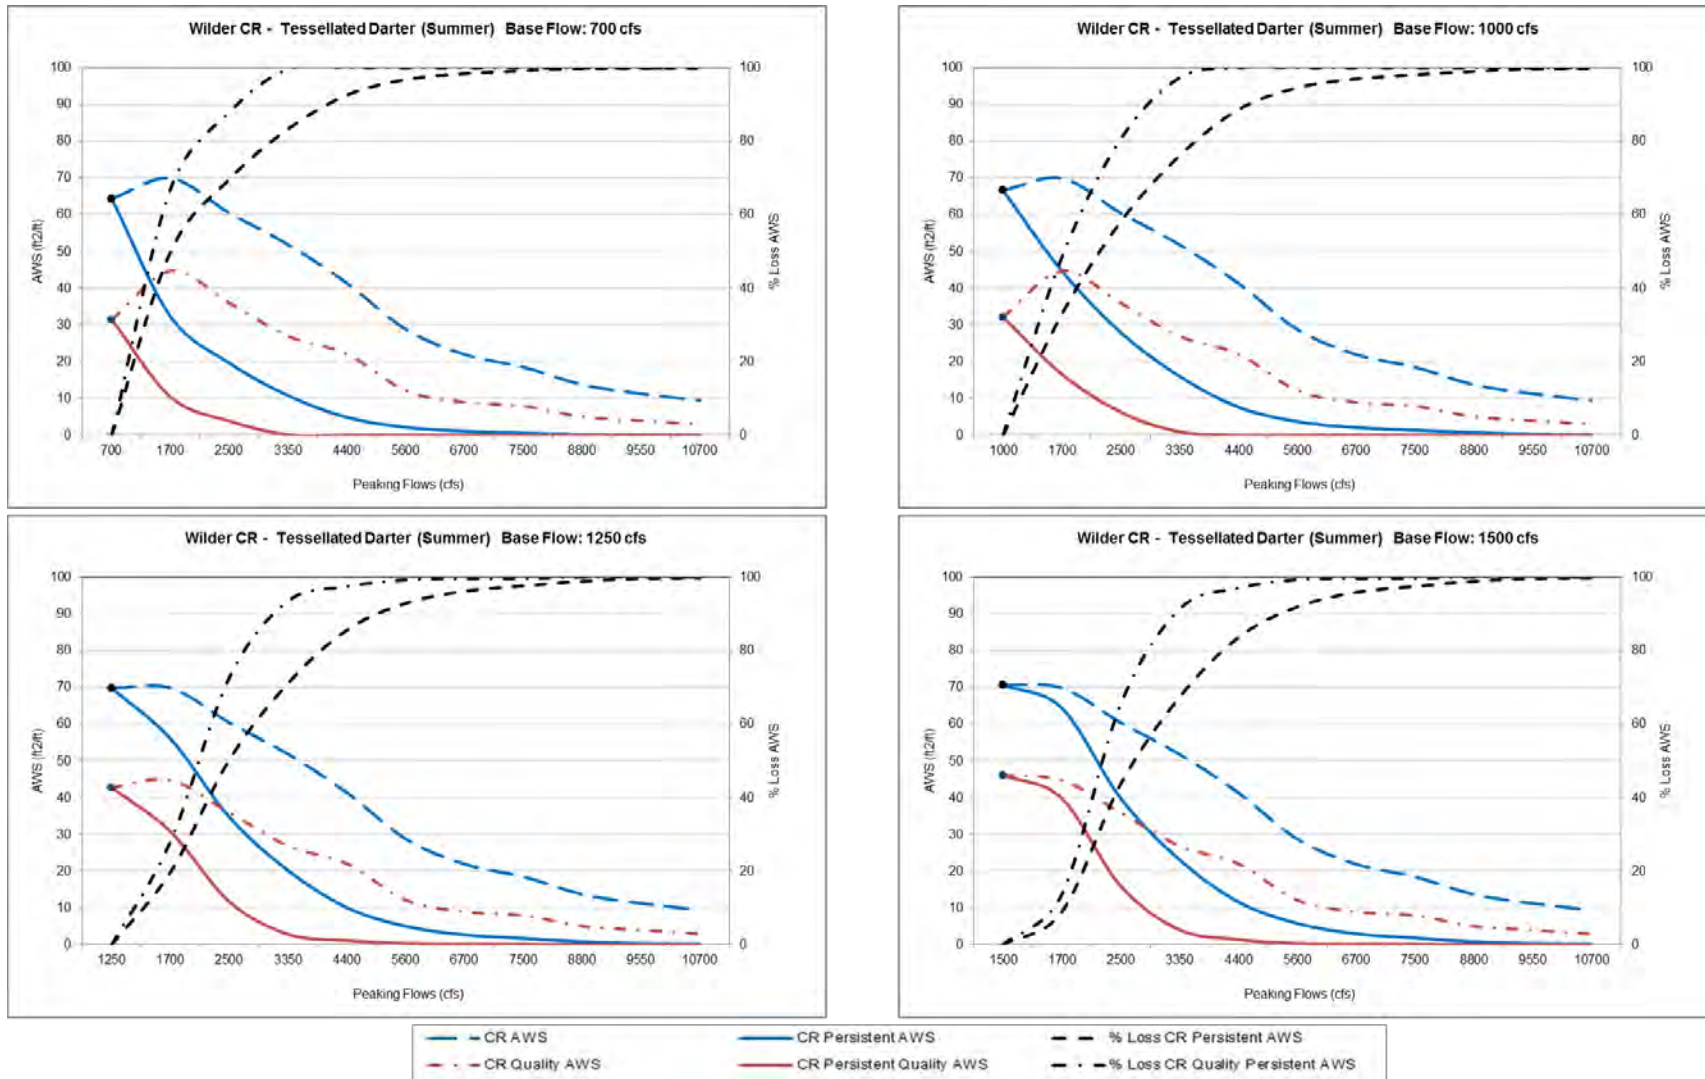 Wilder CR - Tessellated Darter (Summer) Base Flow: 700 cfs
100 90 80 70 60 50 40 30 20 10 0
AWS (ft2/ft)
100 80 60 40 20 0
% Loss AWS
700 1700 2500 3350 4400 5600 6700 7500 8800 9550 10700
Peaking Flows (cfs)
Wilder CR - Tessellated Darter (Summer) Base Flow: 1000 cfs
100 90 80 70 60 50 40 30 20 10 0
AWS (ft2/ft)
100 80 60 40 20 0
% Loss AWS
1000 1700 2500 3350 4400 5600 6700 7500 8800 9550 10700
Peaking Flows (cfs)
Wilder CR - Tessellated Darter (Summer) Base Flow: 1250 cfs
100 90 80 70 60 50 40 30 20 10 0
AWS (ft2/ft)
100 80 60 40 20 0
% Loss AWS
1250 1700 2500 3350 4400 5600 6700 7500 8800 9550 10700
Peaking Flows (cfs)
Wilder CR - Tessellated Darter (Summer) Base Flow: 1500 cfs
100 90 80 70 60 50 40 30 20 10 0
AWS (ft2/ft)
100 80 60 40 20 0
% Loss AWS
1500 1700 2500 3350 4400 5600 6700 7500 8800 9550 10700
Peaking Flows (cfs)
CR AWS CR Persistent AWS % Loss CR Persistent AWS
CR Quality AWS CR Persistent Quality AWS % Loss CR Quality Persistent AWS